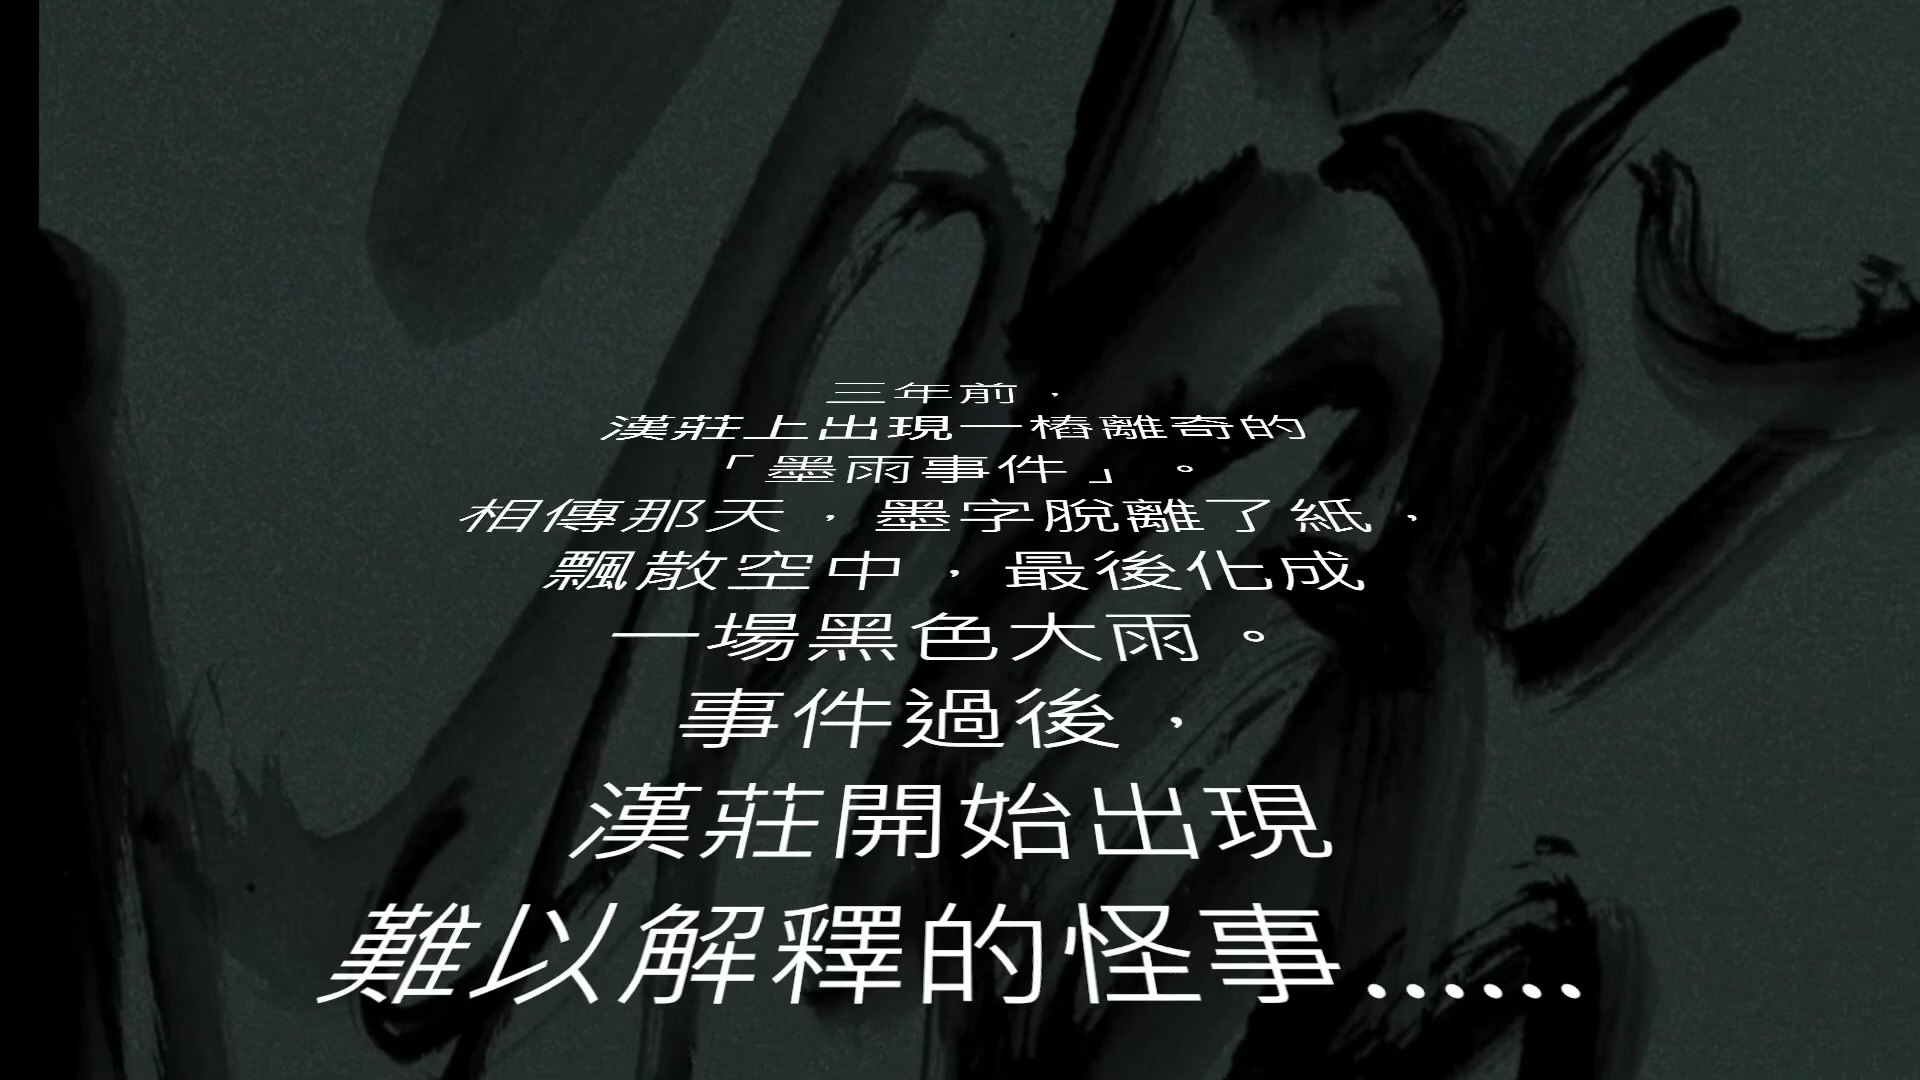 三年前，
漢莊上出現一樁離奇的
「墨雨事件」。
相傳那天，墨字脫離了紙，
飄散空中，最後化成
一場黑色大雨。
事件過後，
漢莊開始出現
難以解釋的怪事......